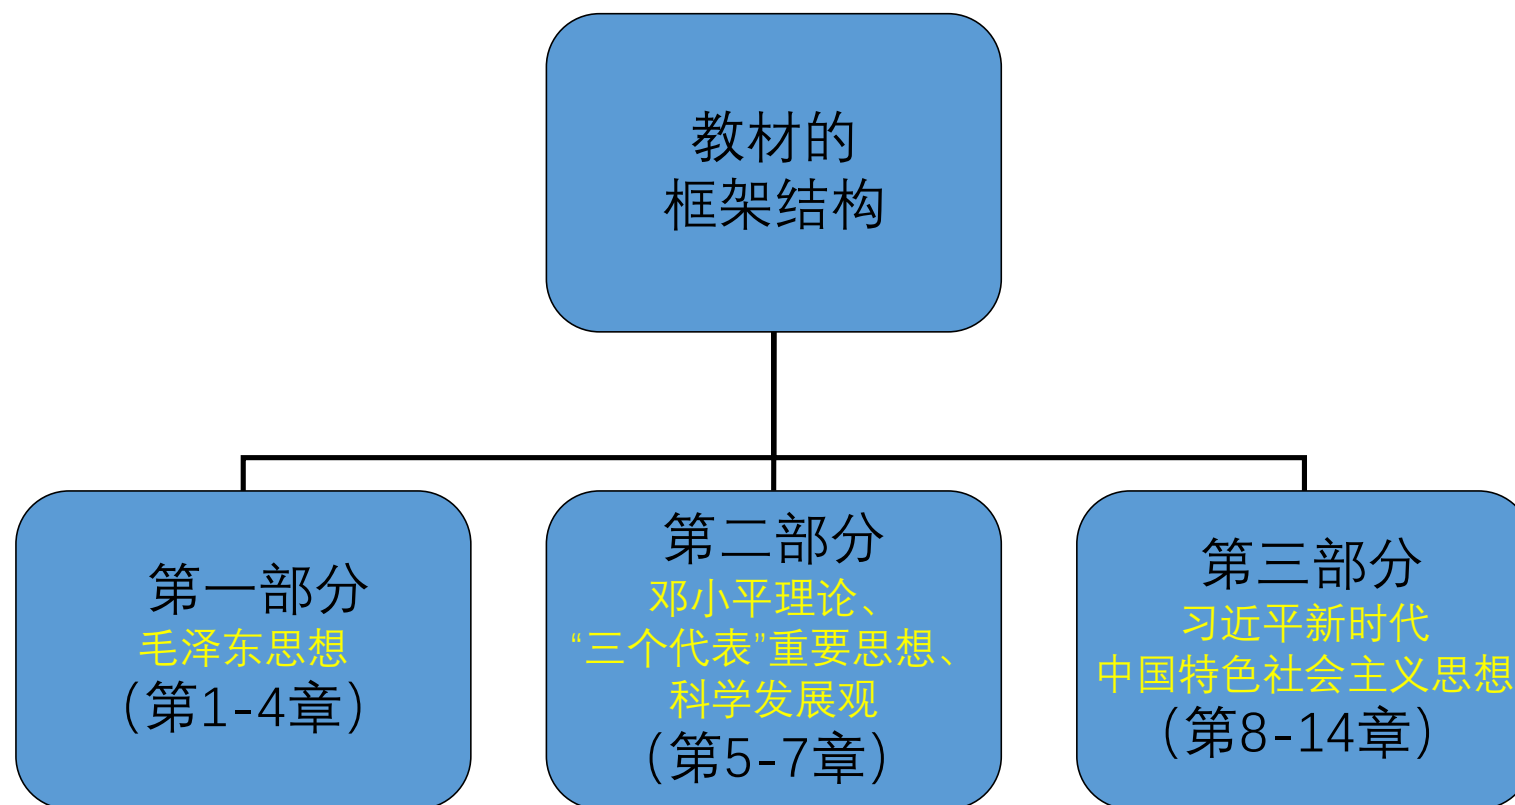 教材的
框架结构
第一部分
毛泽东思想
（第1-4章）
第二部分
邓小平理论、
“三个代表”重要思想、
科学发展观
（第5-7章）
第三部分
习近平新时代
中国特色社会主义思想
（第8-14章）